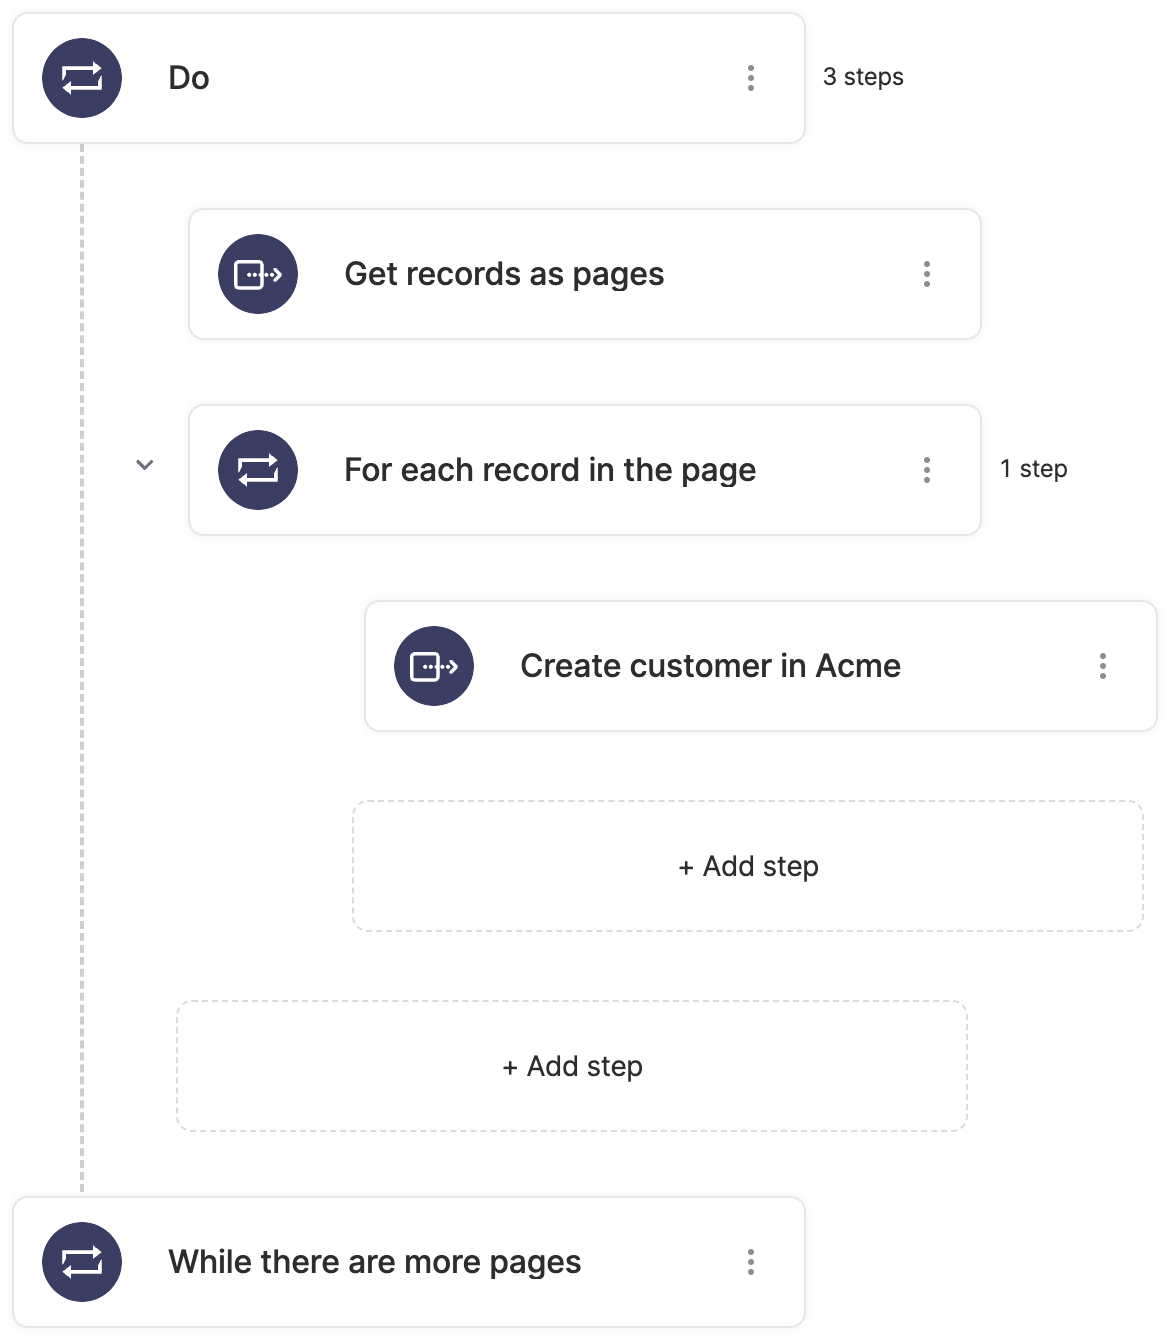 Do
3 steps
Get records as pages
For each record in the page
1 step
Create customer in Acme
+ Add step
+ Add step
While there are more pages